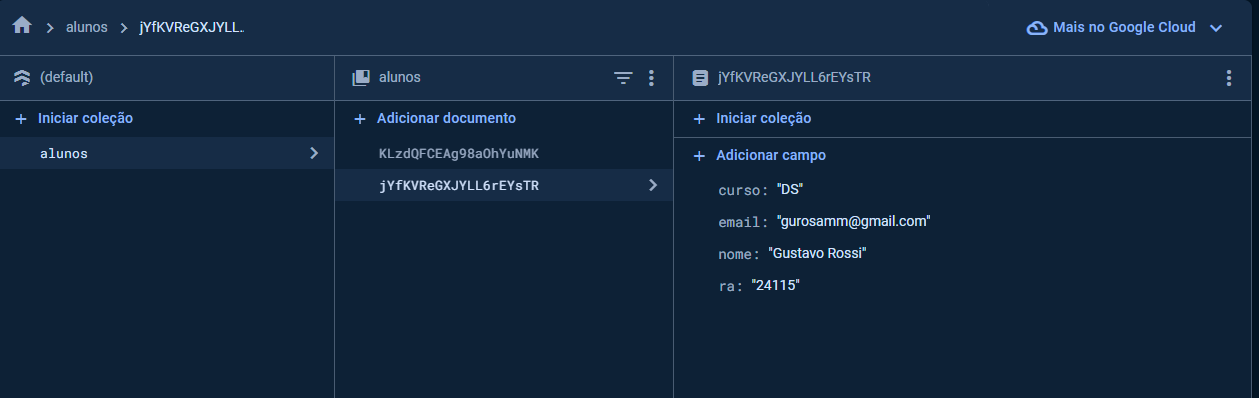 alunos jYfKVReGXJYLL.. Mais no Google Cloud
(default) alunos jYfKVReGXJYLL6rEYsTR
+ Iniciar coleção + Adicionar documento + Iniciar coleção
alunos KLzdQFCEAg98aOhYuNMK + Adicionar campo
jYfKVReGXJYLL6rEYsTR curso: "DS"
email: "gurosamm@gmail.com"
nome: "Gustavo Rossi"
ra: "24115"